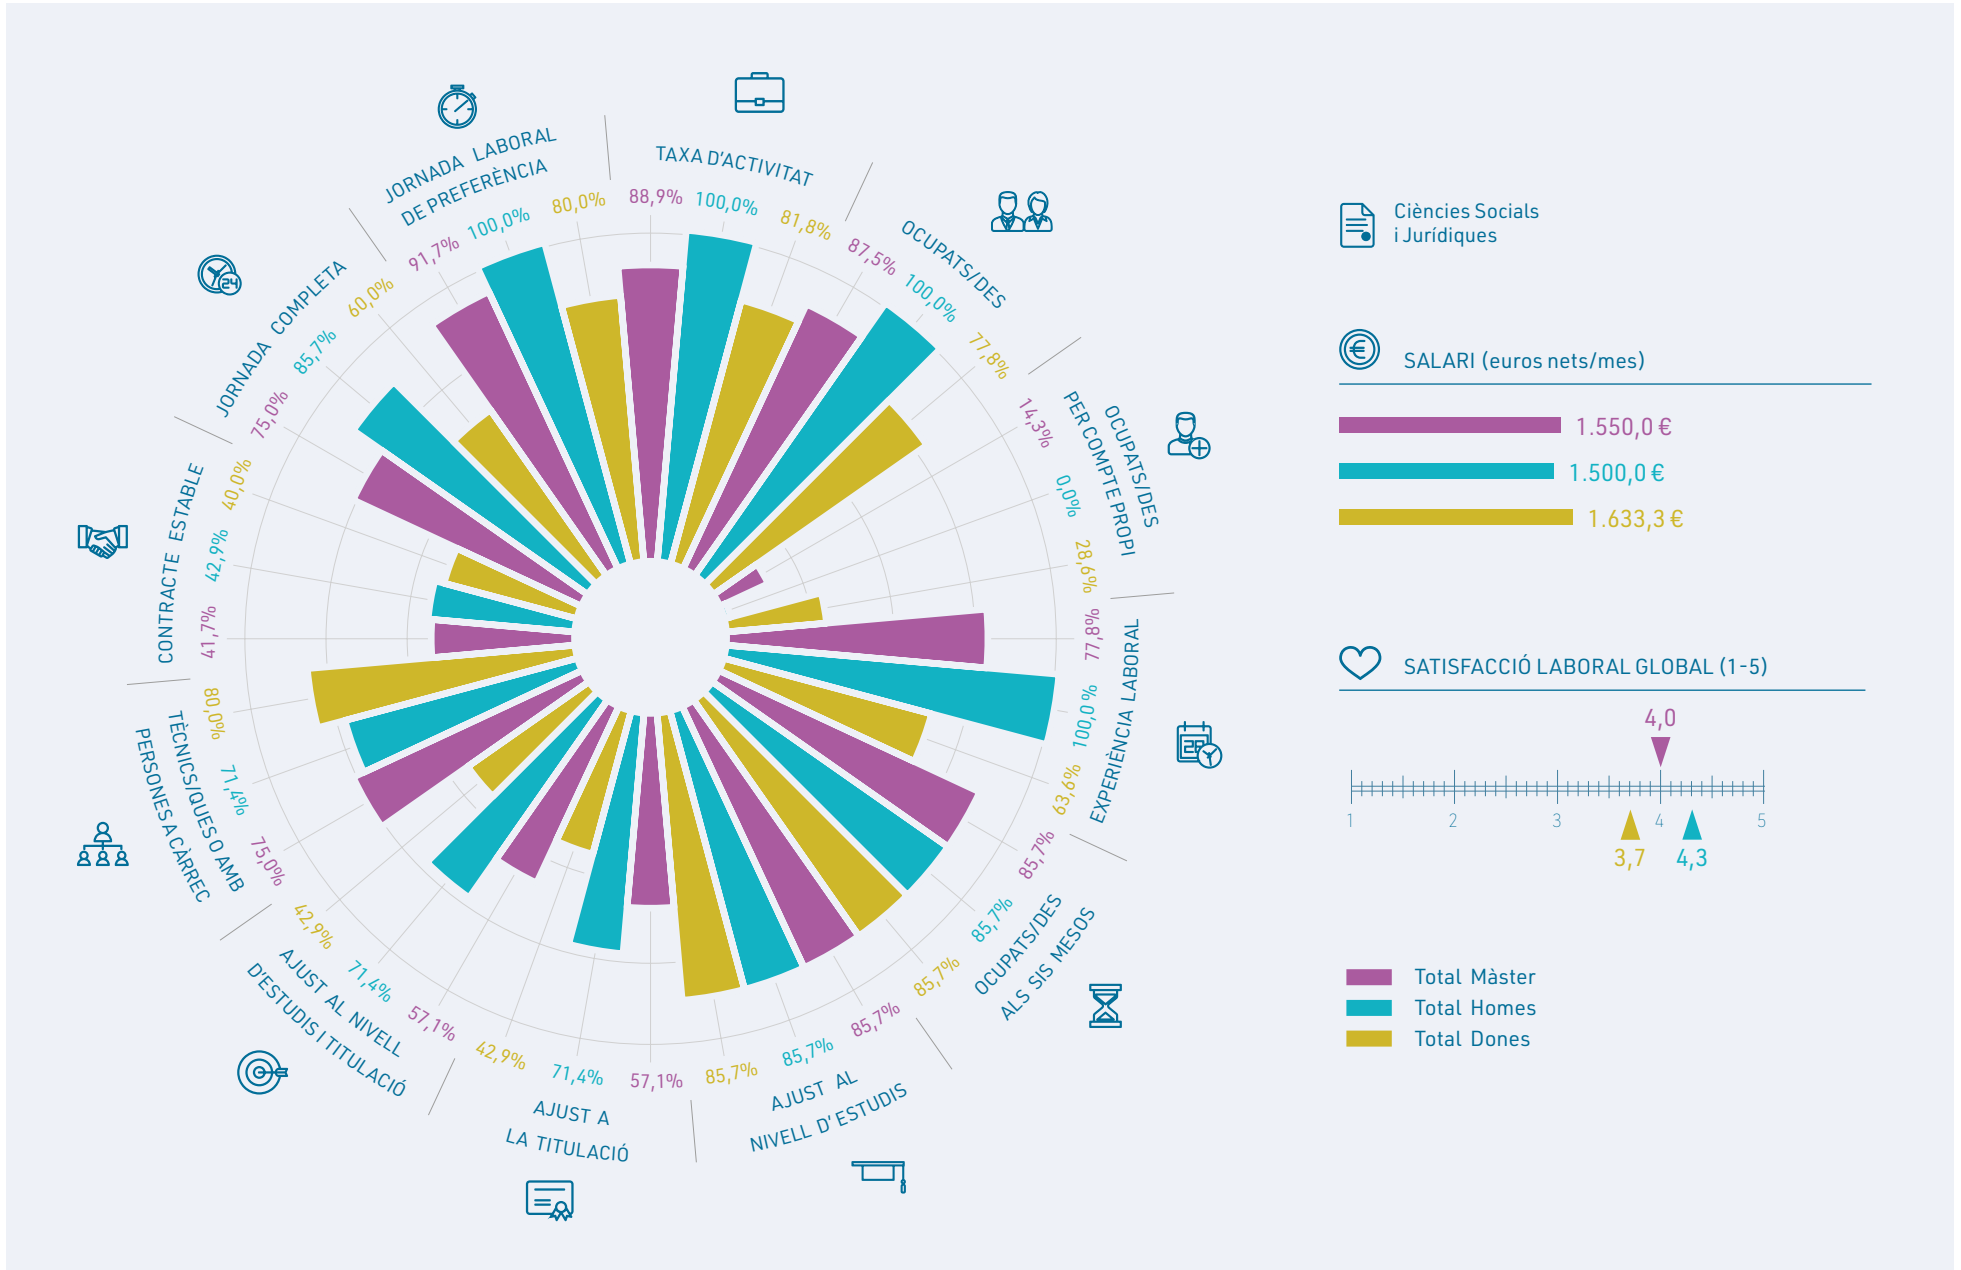 TAXA D'ACTIVITAT
88,9%
100,0%
81,8%
OCUPATS/DES
87,5%
100,0%
77,8%
OCUPATS/DES
PER COMPTE PROPI
14,3%
0,0%
28,6%
EXPERIÈNCIA LABORAL
77,8%
100,0%
63,6%
OCUPATS/DES
ALS SIS MESOS
85,7%
85,7%
85,7%
AJUST AL
NIVELL D'ESTUDIS
85,7%
85,7%
85,7%
AJUST A
LA TITULACIÓ
57,1%
71,4%
42,9%
AJUST AL NIVELL
D'ESTUDIS I TITULACIÓ
57,1%
71,4%
42,9%
TÈCNICS/QUES O AMB
PERSONES A CÀRREC
75,0%
71,4%
80,0%
CONTRACTE ESTABLE
41,7%
42,9%
40,0%
JORNADA COMPLETA
75,0%
85,7%
60,0%
JORNADA LABORAL
DE PREFERÈNCIA
91,7%
100,0%
80,0%
24
Ciències Socials
i Jurídiques
SALARI (euros nets/mes)
€
1.550,0 €
1.500,0 €
1.633,3 €
SATISFACCIÓ LABORAL GLOBAL (1-5)
4,0
1 2 3 4 5
3,7 4,3
Total Màster
Total Homes
Total Dones